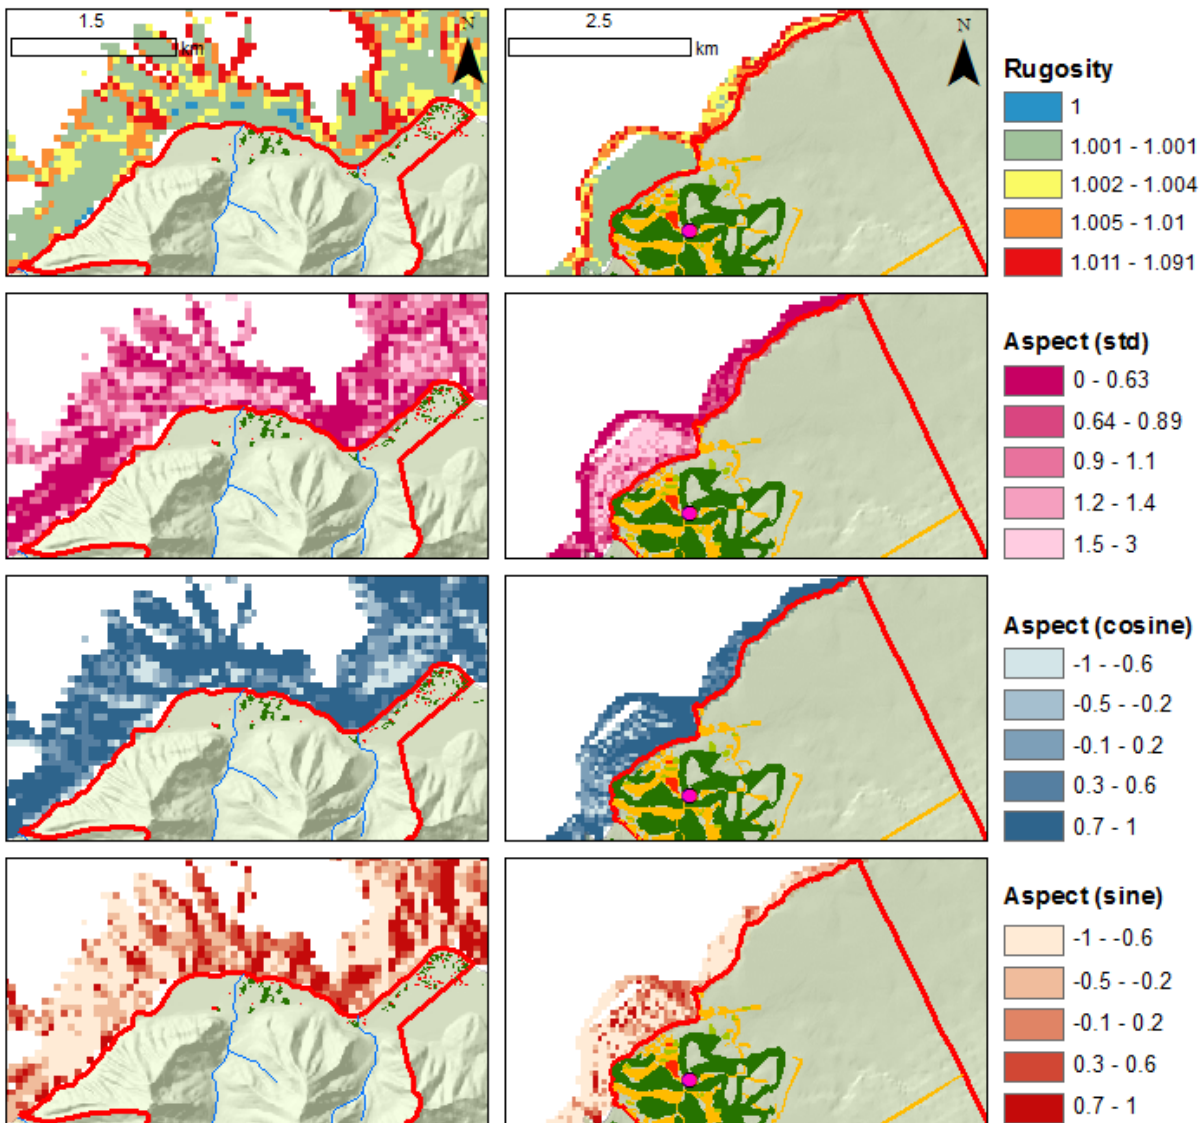 1.5
km
N
2.5
km
N
Rugosity
1
1.001 - 1.001
1.002 - 1.004
1.005 - 1.01
1.011 - 1.091
Aspect (std)
0 - 0.63
0.64 - 0.89
0.9 - 1.1
1.2 - 1.4
1.5 - 3
Aspect (cosine)
-1 - -0.6
-0.5 - -0.2
-0.1 - 0.2
0.3 - 0.6
0.7 - 1
Aspect (sine)
-1 - -0.6
-0.5 - -0.2
-0.1 - 0.2
0.3 - 0.6
0.7 - 1